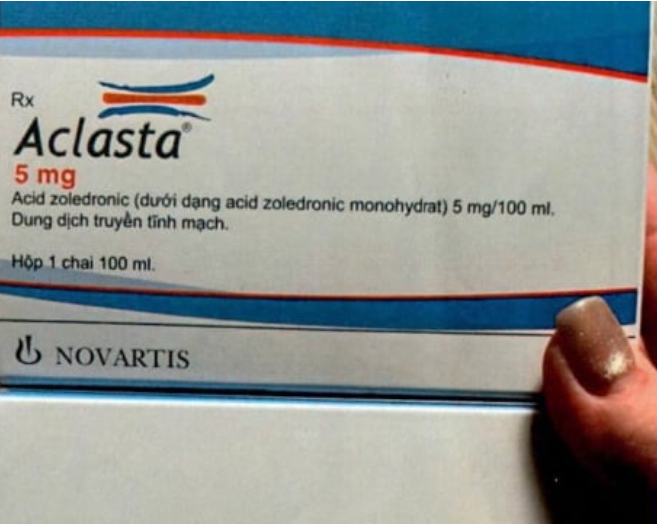 Rx
Aclasta®
5 mg
Acid zoledronic (dưới dạng acid zoledronic monohydrat) 5 mg/100 ml.
Dung dịch truyền tĩnh mạch.
Hộp 1 chai 100 ml.
NOVARTIS